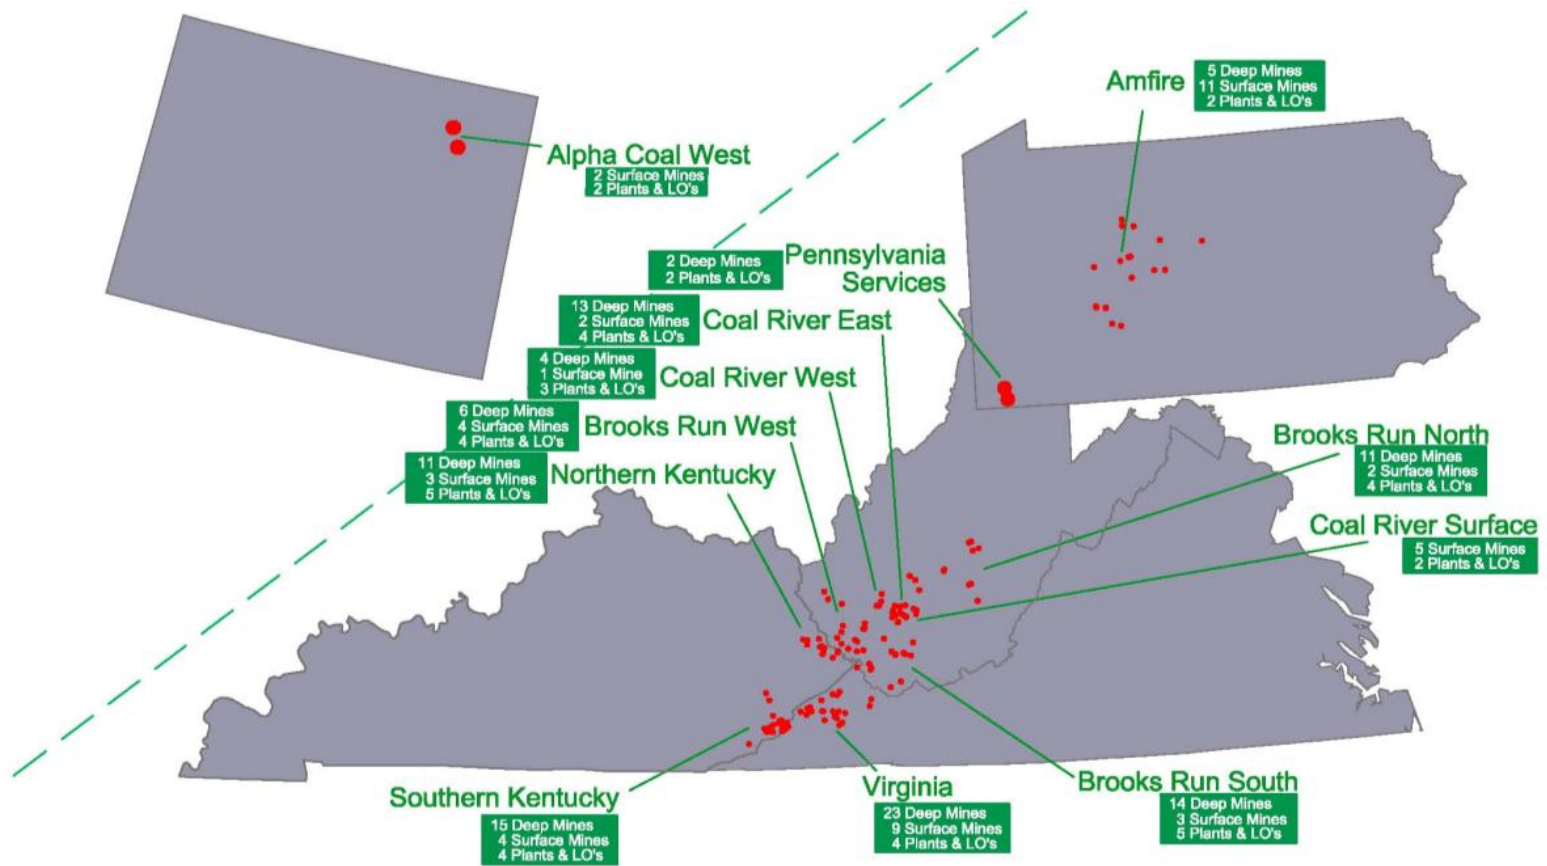 Amfire
5 Deep Mines
11 Surface Mines
2 Plants & LO's
Alpha Coal West
2 Surface Mines
2 Plants & LO's
2 Deep Mines
2 Plants & LO's
Pennsylvania
Services
13 Deep Mines
2 Surface Mines
4 Plants & LO's
Coal River East
4 Deep Mines
1 Surface Mine
3 Plants & LO's
Coal River West
6 Deep Mines
4 Surface Mines
4 Plants & LO's
Brooks Run West
11 Deep Mines
3 Surface Mines
5 Plants & LO's
Northern Kentucky
Brooks Run North
11 Deep Mines
2 Surface Mines
4 Plants & LO's
Coal River Surface
5 Surface Mines
2 Plants & LO's
Southern Kentucky
15 Deep Mines
4 Surface Mines
4 Plants & LO's
Virginia
23 Deep Mines
9 Surface Mines
4 Plants & LO's
Brooks Run South
14 Deep Mines
3 Surface Mines
5 Plants & LO's